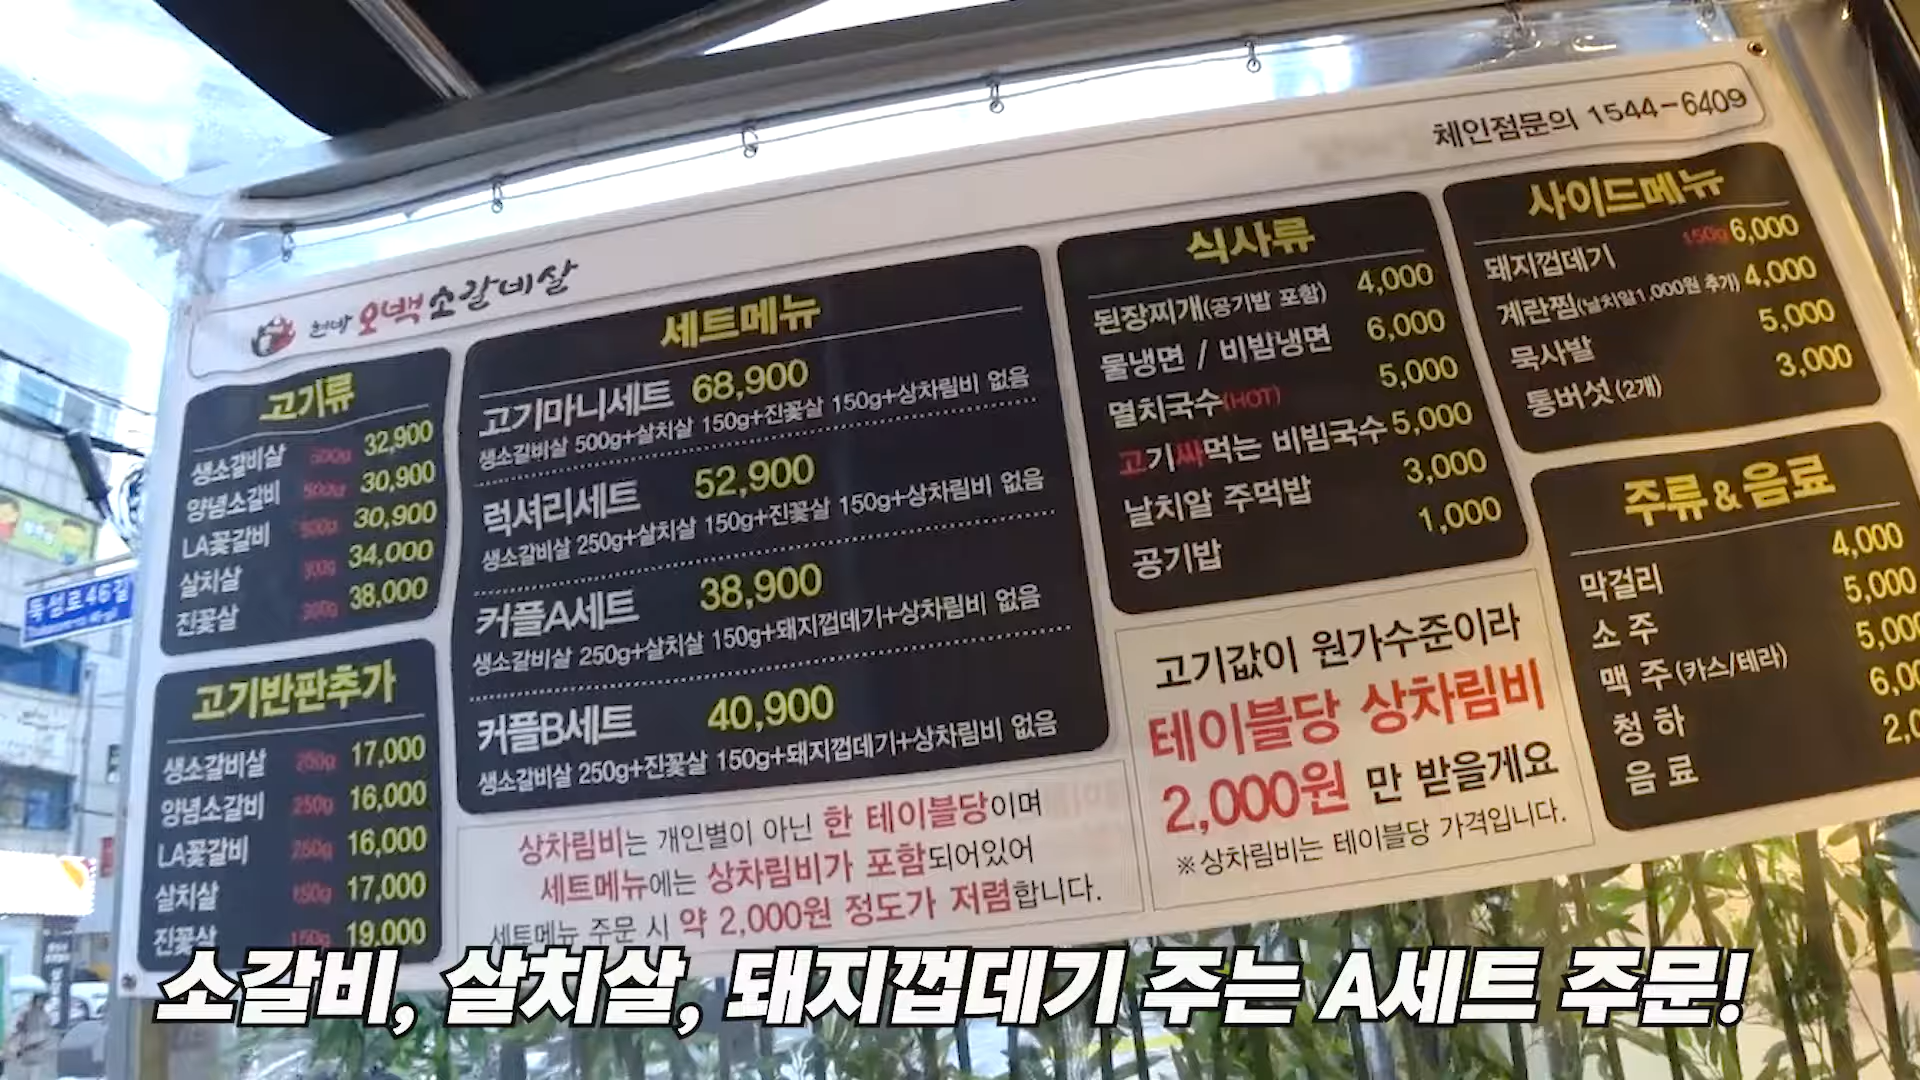 체인점문의 1544-6409
오백소갈비살
고기류
생소갈비살 500g 32,900
양념소갈비 500g 30,900
LA꽃갈비 500g 30,900
살치살 300g 34,000
진꽃살 300g 38,000
고기반판추가
생소갈비살 250g 17,000
양념소갈비 250g 16,000
LA꽃갈비 250g 16,000
살치살 150g 17,000
진꽃살 150g 19,000
세트메뉴
고기마니세트 68,900
생소갈비살 500g+살치살 150g+진꽃살 150g+상차림비 없음
럭셔리세트 52,900
생소갈비살 250g+살치살 150g+진꽃살 150g+상차림비 없음
커플A세트 38,900
생소갈비살 250g+살치살 150g+돼지껍데기+상차림비 없음
커플B세트 40,900
생소갈비살 250g+진꽃살 150g+돼지껍데기+상차림비 없음
상차림비는 개인별이 아닌 한 테이블당이며
세트메뉴에는 상차림비가 포함되어있어
세트메뉴 주문 시 약 2,000원 정도가 저렴합니다.
식사류
된장찌개(공기밥 포함) 4,000
물냉면 / 비빔냉면 6,000
멸치국수(HOT) 5,000
고기싸먹는 비빔국수 5,000
날치알 주먹밥 3,000
공기밥 1,000
고기값이 원가수준이라
테이블당 상차림비
2,000원 만 받을게요
※상차림비는 테이블당 가격입니다.
사이드메뉴
돼지껍데기 150g 6,000
계란찜(날치알1,000원 추가) 4,000
묵사발 5,000
통버섯(2개) 3,000
주류&음료
막걸리 4,000
소 주 5,000
맥 주(카스/테라) 5,000
청 하
음 료
뚝섬로46길
소갈비, 살치살, 돼지껍데기 주는 A세트 주문!